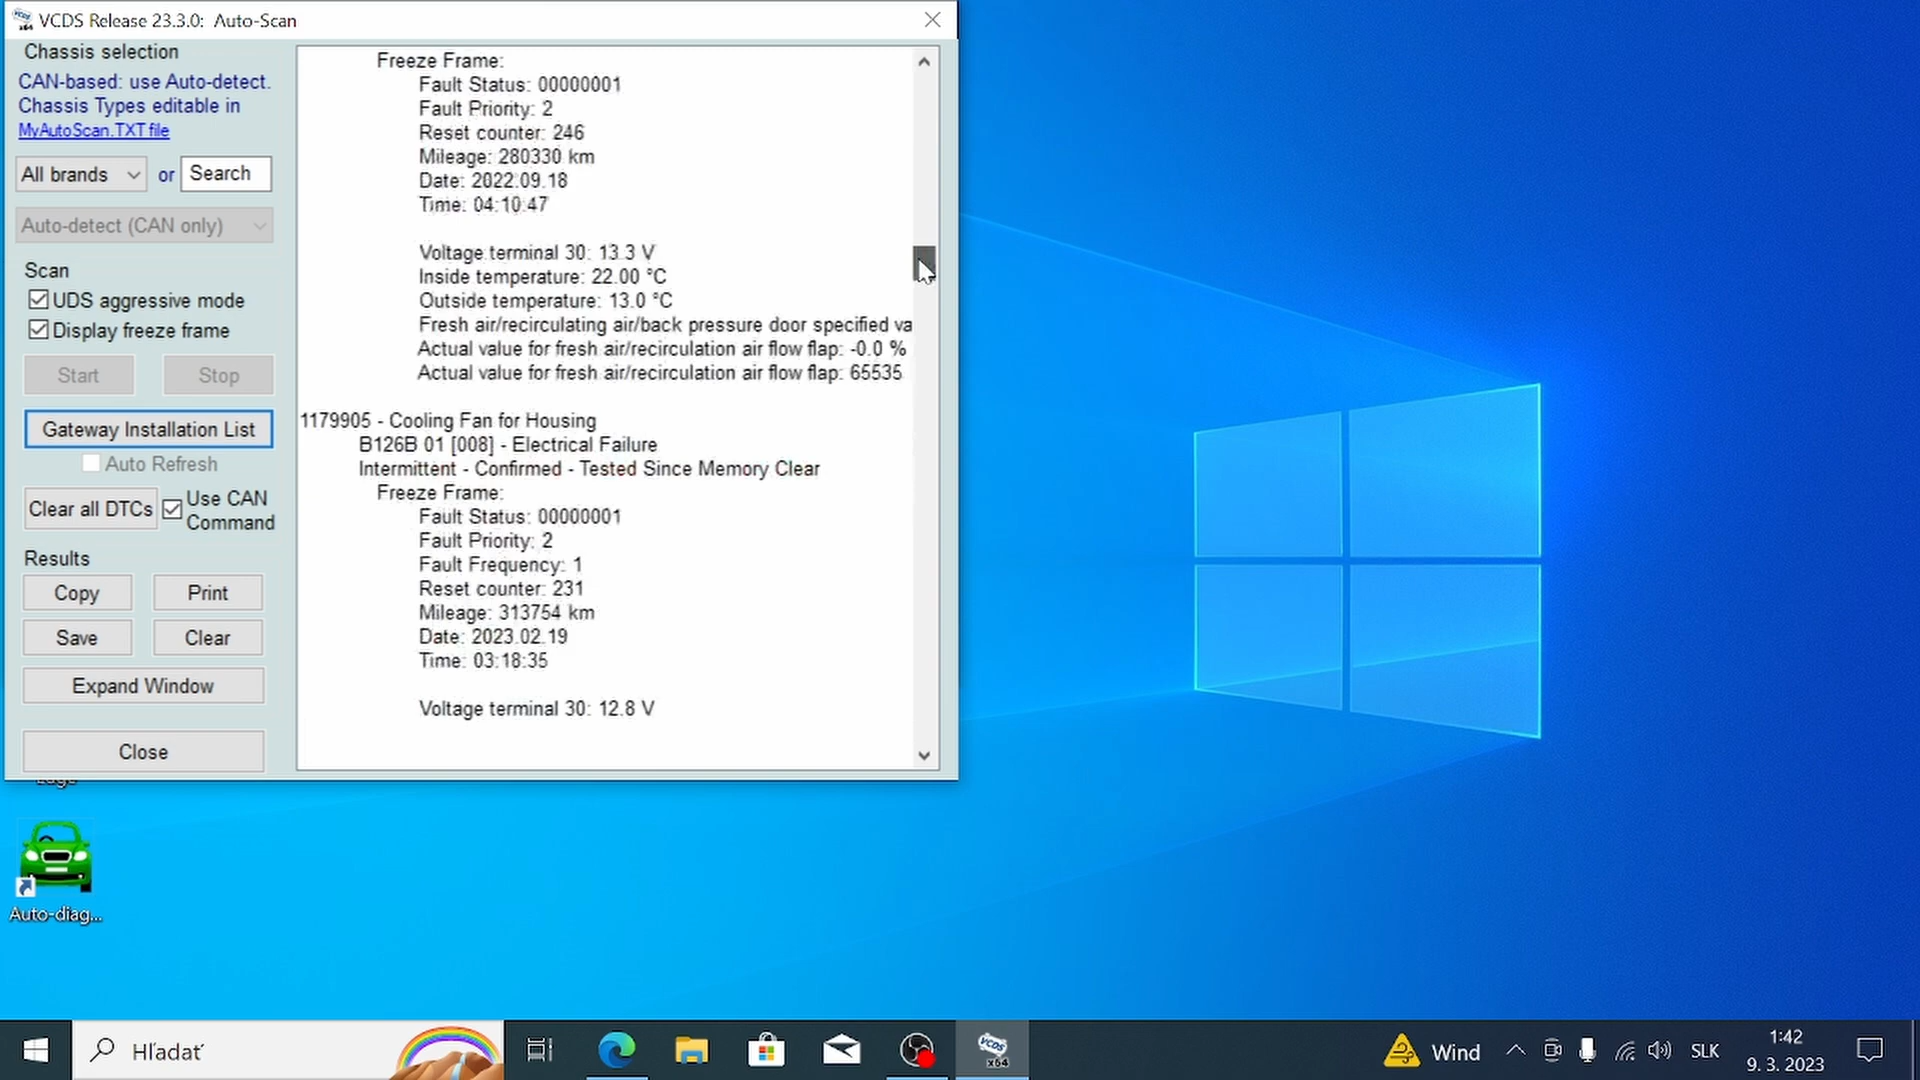 VCDS Release 23.3.0:  Auto-Scan
Chassis selection
CAN-based: use Auto-detect.
Chassis Types editable in
MyAutoScan.TXT file
All brands
or
Search
Auto-detect (CAN only)
Scan
UDS aggressive mode
Display freeze frame
Start
Stop
Gateway Installation List
Auto Refresh
Clear all DTCs
Use CAN
Command
Results
Copy
Print
Save
Clear
Expand Window
Close
Freeze Frame:
Fault Status: 00000001
Fault Priority: 2
Reset counter: 246
Mileage: 280330 km
Date: 2022.09.18
Time: 04:10:47
Voltage terminal 30: 13.3 V
Inside temperature: 22.00 °C
Outside temperature: 13.0 °C
Fresh air/recirculating air/back pressure door specified va
Actual value for fresh air/recirculation air flow flap: -0.0 %
Actual value for fresh air/recirculation air flow flap: 65535
1179905 - Cooling Fan for Housing
B126B 01 [008] - Electrical Failure
Intermittent - Confirmed - Tested Since Memory Clear
Freeze Frame:
Fault Status: 00000001
Fault Priority: 2
Fault Frequency: 1
Reset counter: 231
Mileage: 313754 km
Date: 2023.02.19
Time: 03:18:35
Voltage terminal 30: 12.8 V
Edge
Auto-diag...
Hľadať
VCDS
x64
Wind
SLK
1:42
9. 3. 2023